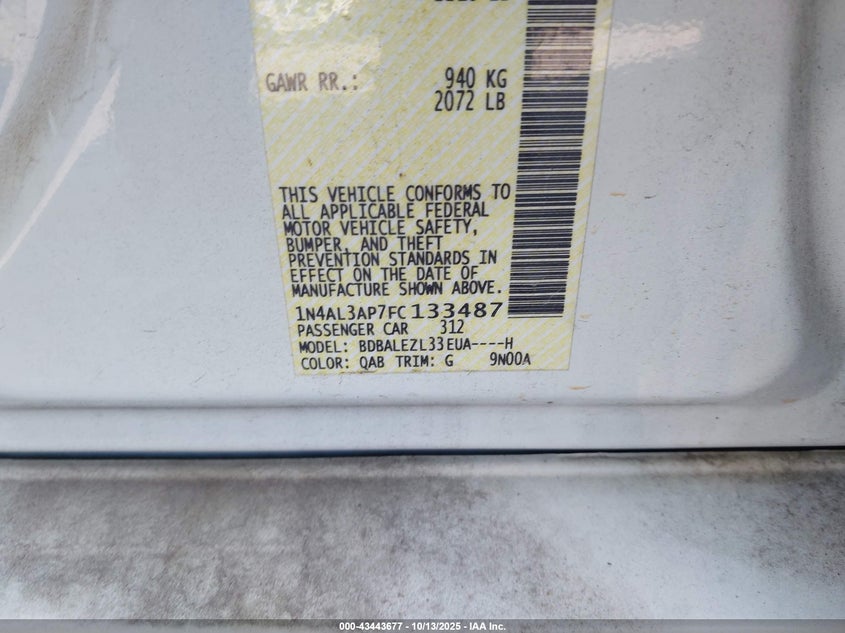 GAWR RR.: 940 KG
2072 LB
THIS VEHICLE CONFORMS TO
ALL APPLICABLE FEDERAL
MOTOR VEHICLE SAFETY,
BUMPER, AND THEFT
PREVENTION STANDARDS IN
EFFECT ON THE DATE OF
MANUFACTURE SHOWN ABOVE.
1N4AL3AP7FC133487
PASSENGER CAR 312
MODEL: BDBALEZL33EUA----H
COLOR: QAB TRIM: G 9N00A
000-43443677 - 10/13/2025 - IAA Inc.